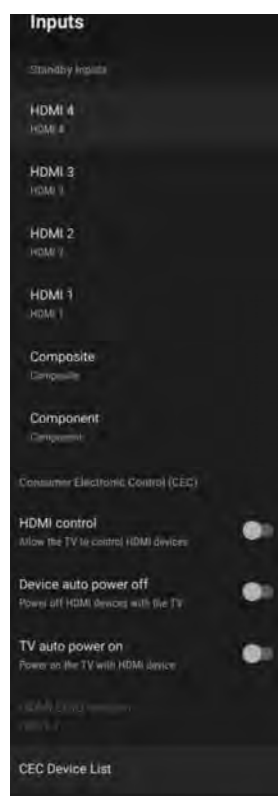 Inputs
Standby Inputs
HDMI 4
HDMI 4
HDMI 3
HDMI 3
HDMI 2
HDMI 2
HDMI 1
HDMI 1
Composite
Composite
Component
Component
Consumer Electronic Control (CEC)
HDMI control
Allow the TV to control HDMI devices
Device auto power off
Power off HDMI devices with the TV
TV auto power on
Power on the TV with HDMI device
CEC Device List